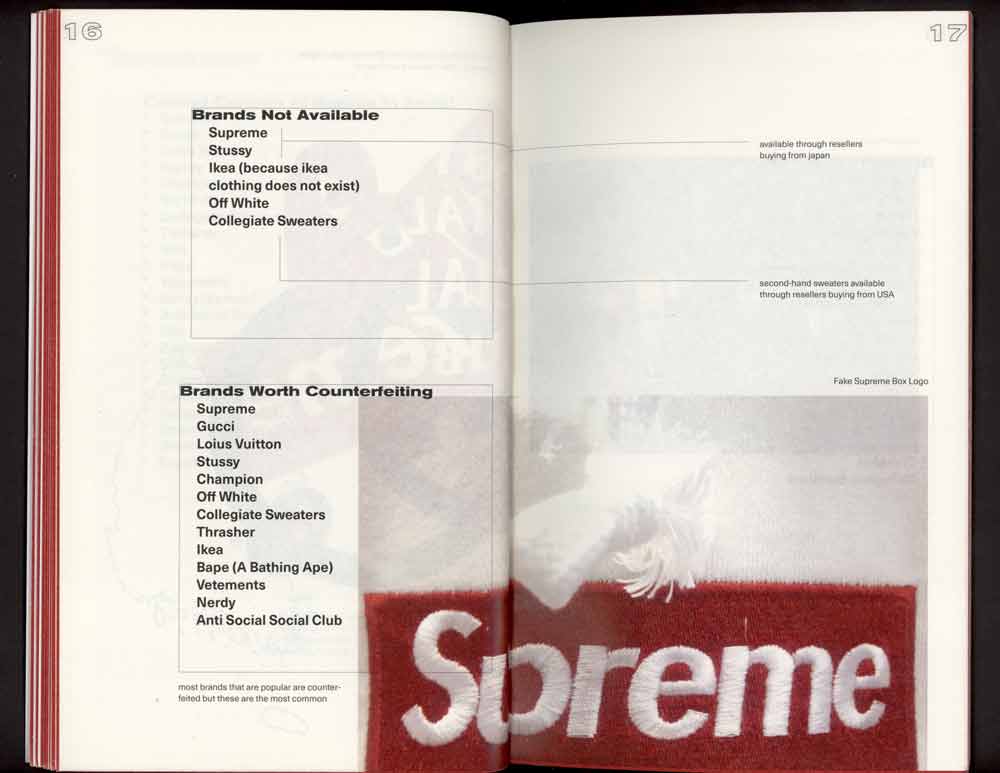 16
17
Brands Not Available
Supreme
Stussy
Ikea (because ikea
clothing does not exist)
Off White
Collegiate Sweaters
available through resellers
buying from japan
second-hand sweaters available
through resellers buying from USA
Fake Supreme Box Logo
Brands Worth Counterfeiting
Supreme
Gucci
Loius Vuitton
Stussy
Champion
Off White
Collegiate Sweaters
Thrasher
Ikea
Bape (A Bathing Ape)
Vetements
Nerdy
Anti Social Social Club
most brands that are popular are counter-
feited but these are the most common
Supreme